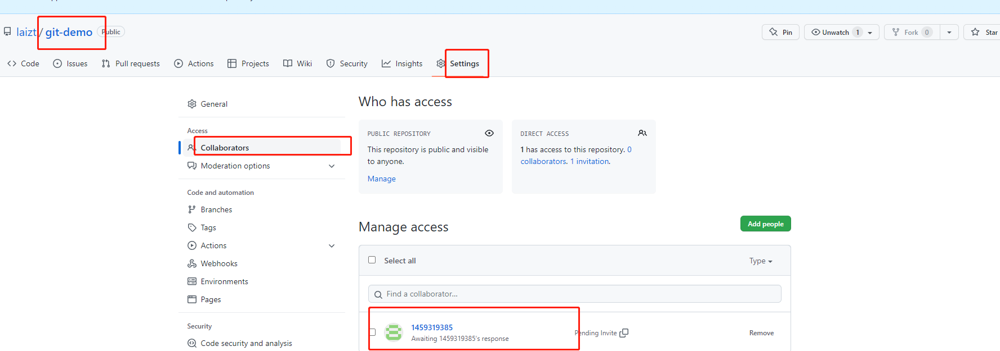 laizt / git-demo Public
Pin
Unwatch 1
Fork 0
Star
Code
Issues
Pull requests
Actions
Projects
Wiki
Security
Insights
Settings
General
Access
Collaborators
Moderation options
Code and automation
Branches
Tags
Actions
Webhooks
Environments
Pages
Security
Code security and analysis
Who has access
PUBLIC REPOSITORY
This repository is public and visible
to anyone.
Manage
DIRECT ACCESS
1 has access to this repository. 0
collaborators. 1 invitation.
Manage access
Add people
Select all
Type
Find a collaborator...
1459319385
Awaiting 1459319385's response
Pending Invite
Remove